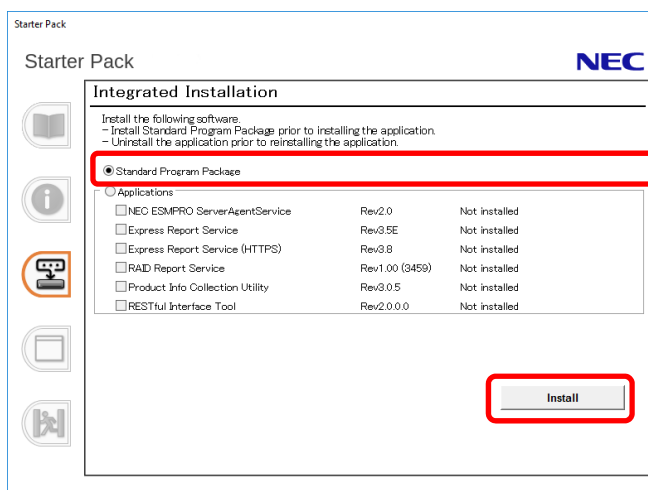 Starter Pack
Starter Pack
NEC
Integrated Installation
Install the following software.
- Install Standard Program Package prior to installing the application.
- Uninstall the application prior to reinstalling the application.
Standard Program Package
Applications
NEC ESMPRO ServerAgentService Rev2.0 Not installed
Express Report Service Rev3.5E Not installed
Express Report Service (HTTPS) Rev3.8 Not installed
RAID Report Service Rev1.00 (3459) Not installed
Product Info Collection Utility Rev3.0.5 Not installed
RESTful Interface Tool Rev2.0.0.0 Not installed
Install